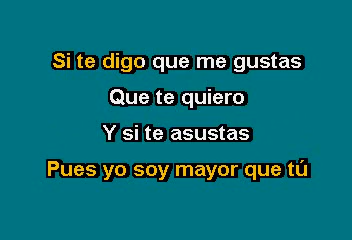 Si te digo que me gustas
Que te quiero
Y si te asustas
Pues yo soy mayor que tú